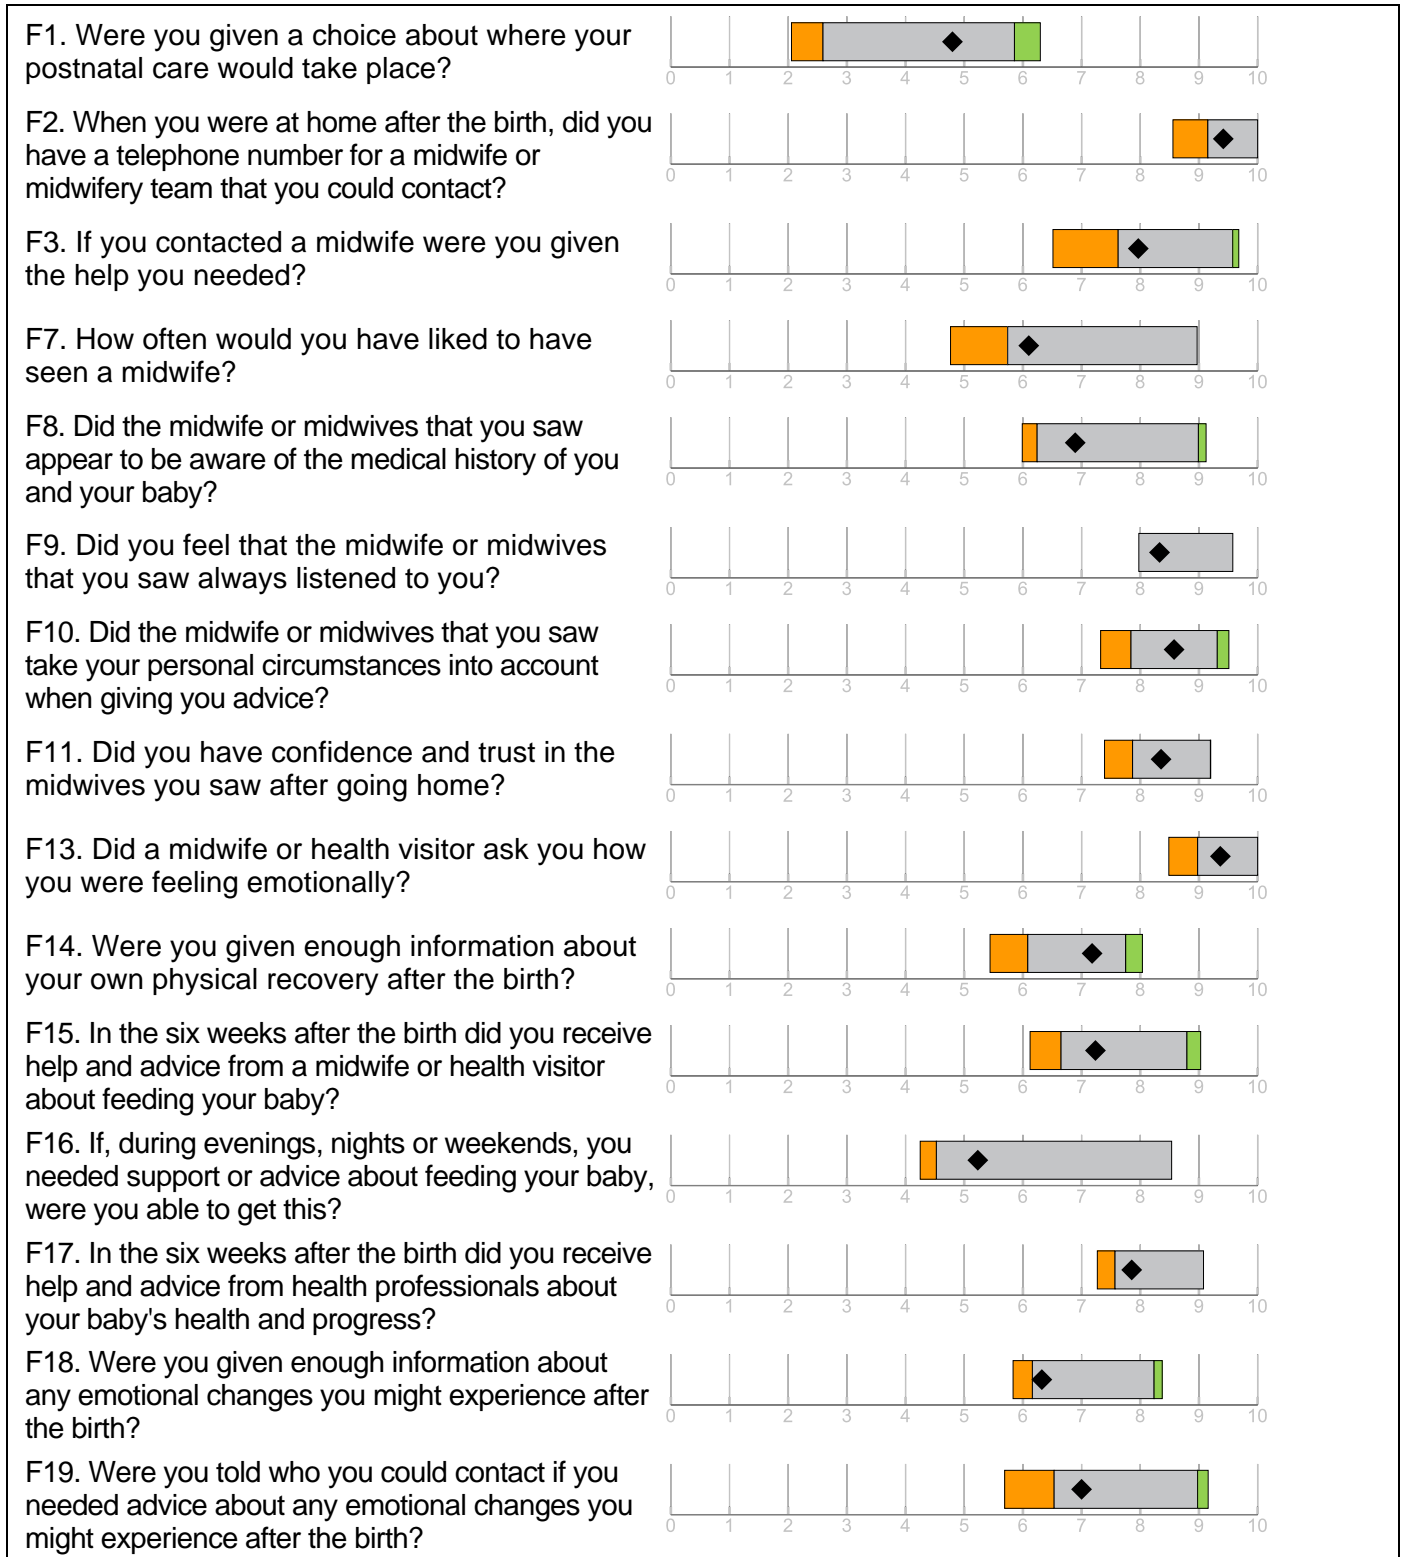 F1. Were you given a choice about where your
postnatal care would take place?
0 1 2 3 4 5 6 7 8 9 10
F2. When you were at home after the birth, did you
have a telephone number for a midwife or
midwifery team that you could contact?
0 1 2 3 4 5 6 7 8 9 10
F3. If you contacted a midwife were you given
the help you needed?
0 1 2 3 4 5 6 7 8 9 10
F7. How often would you have liked to have
seen a midwife?
0 1 2 3 4 5 6 7 8 9 10
F8. Did the midwife or midwives that you saw
appear to be aware of the medical history of you
and your baby?
0 1 2 3 4 5 6 7 8 9 10
F9. Did you feel that the midwife or midwives
that you saw always listened to you?
0 1 2 3 4 5 6 7 8 9 10
F10. Did the midwife or midwives that you saw
take your personal circumstances into account
when giving you advice?
0 1 2 3 4 5 6 7 8 9 10
F11. Did you have confidence and trust in the
midwives you saw after going home?
0 1 2 3 4 5 6 7 8 9 10
F13. Did a midwife or health visitor ask you how
you were feeling emotionally?
0 1 2 3 4 5 6 7 8 9 10
F14. Were you given enough information about
your own physical recovery after the birth?
0 1 2 3 4 5 6 7 8 9 10
F15. In the six weeks after the birth did you receive
help and advice from a midwife or health visitor
about feeding your baby?
0 1 2 3 4 5 6 7 8 9 10
F16. If, during evenings, nights or weekends, you
needed support or advice about feeding your baby,
were you able to get this?
0 1 2 3 4 5 6 7 8 9 10
F17. In the six weeks after the birth did you receive
help and advice from health professionals about
your baby's health and progress?
0 1 2 3 4 5 6 7 8 9 10
F18. Were you given enough information about
any emotional changes you might experience after
the birth?
0 1 2 3 4 5 6 7 8 9 10
F19. Were you told who you could contact if you
needed advice about any emotional changes you
might experience after the birth?
0 1 2 3 4 5 6 7 8 9 10